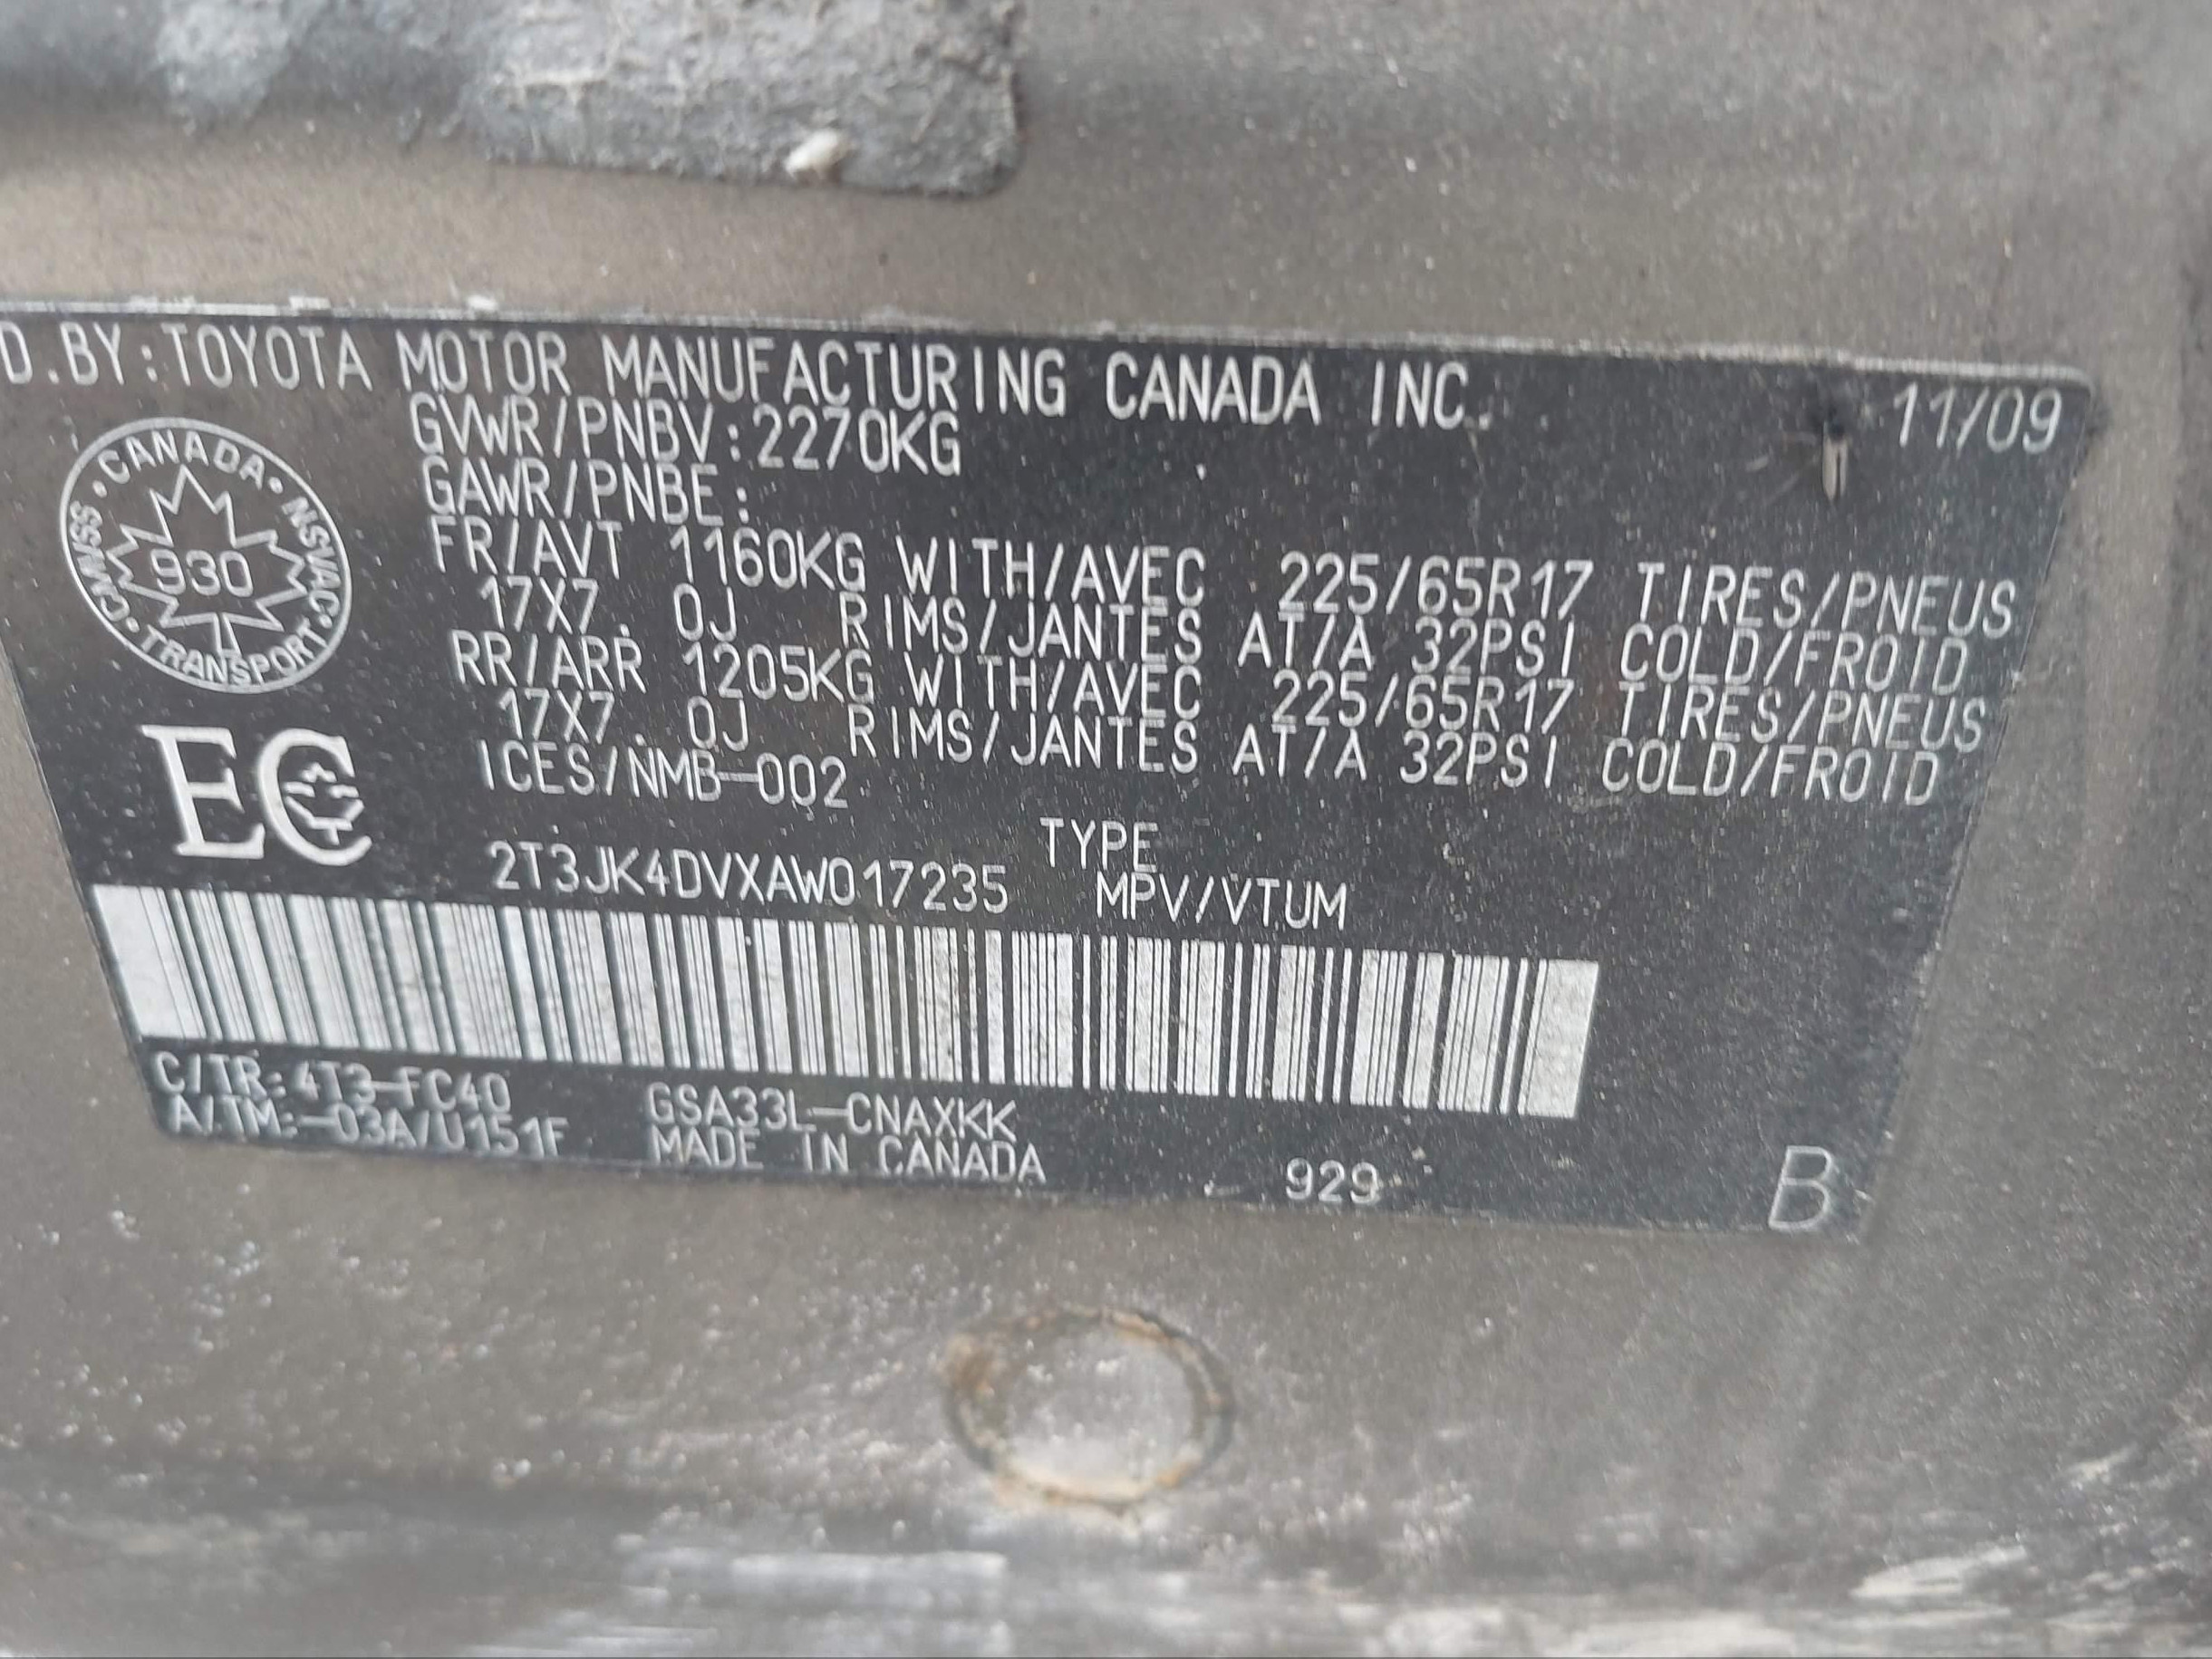 D.BY:TOYOTA MOTOR MANUFACTURING CANADA INC. 11/09
GVWR/PNBV:2270KG
GAWR/PNBE:
FR/AVT 1160KG WITH/AVEC 225/65R17 TIRES/PNEUS
17X7.0J RIMS/JANTES AT/A 32PSI COLD/FROID
RR/ARR 1205KG WITH/AVEC 225/65R17 TIRES/PNEUS
17X7.0J RIMS/JANTES AT/A 32PSI COLD/FROID
ICES/NMB-002
CANADA · NSVAC · TRANSPORT · CMVSS
930
EC
2T3JK4DVXAW017235
TYPE
MPV/VTUM
C/TR:4T3-FC40 GSA33L-CNAXKK
A/TM:-03A/U151F MADE IN CANADA
929
B